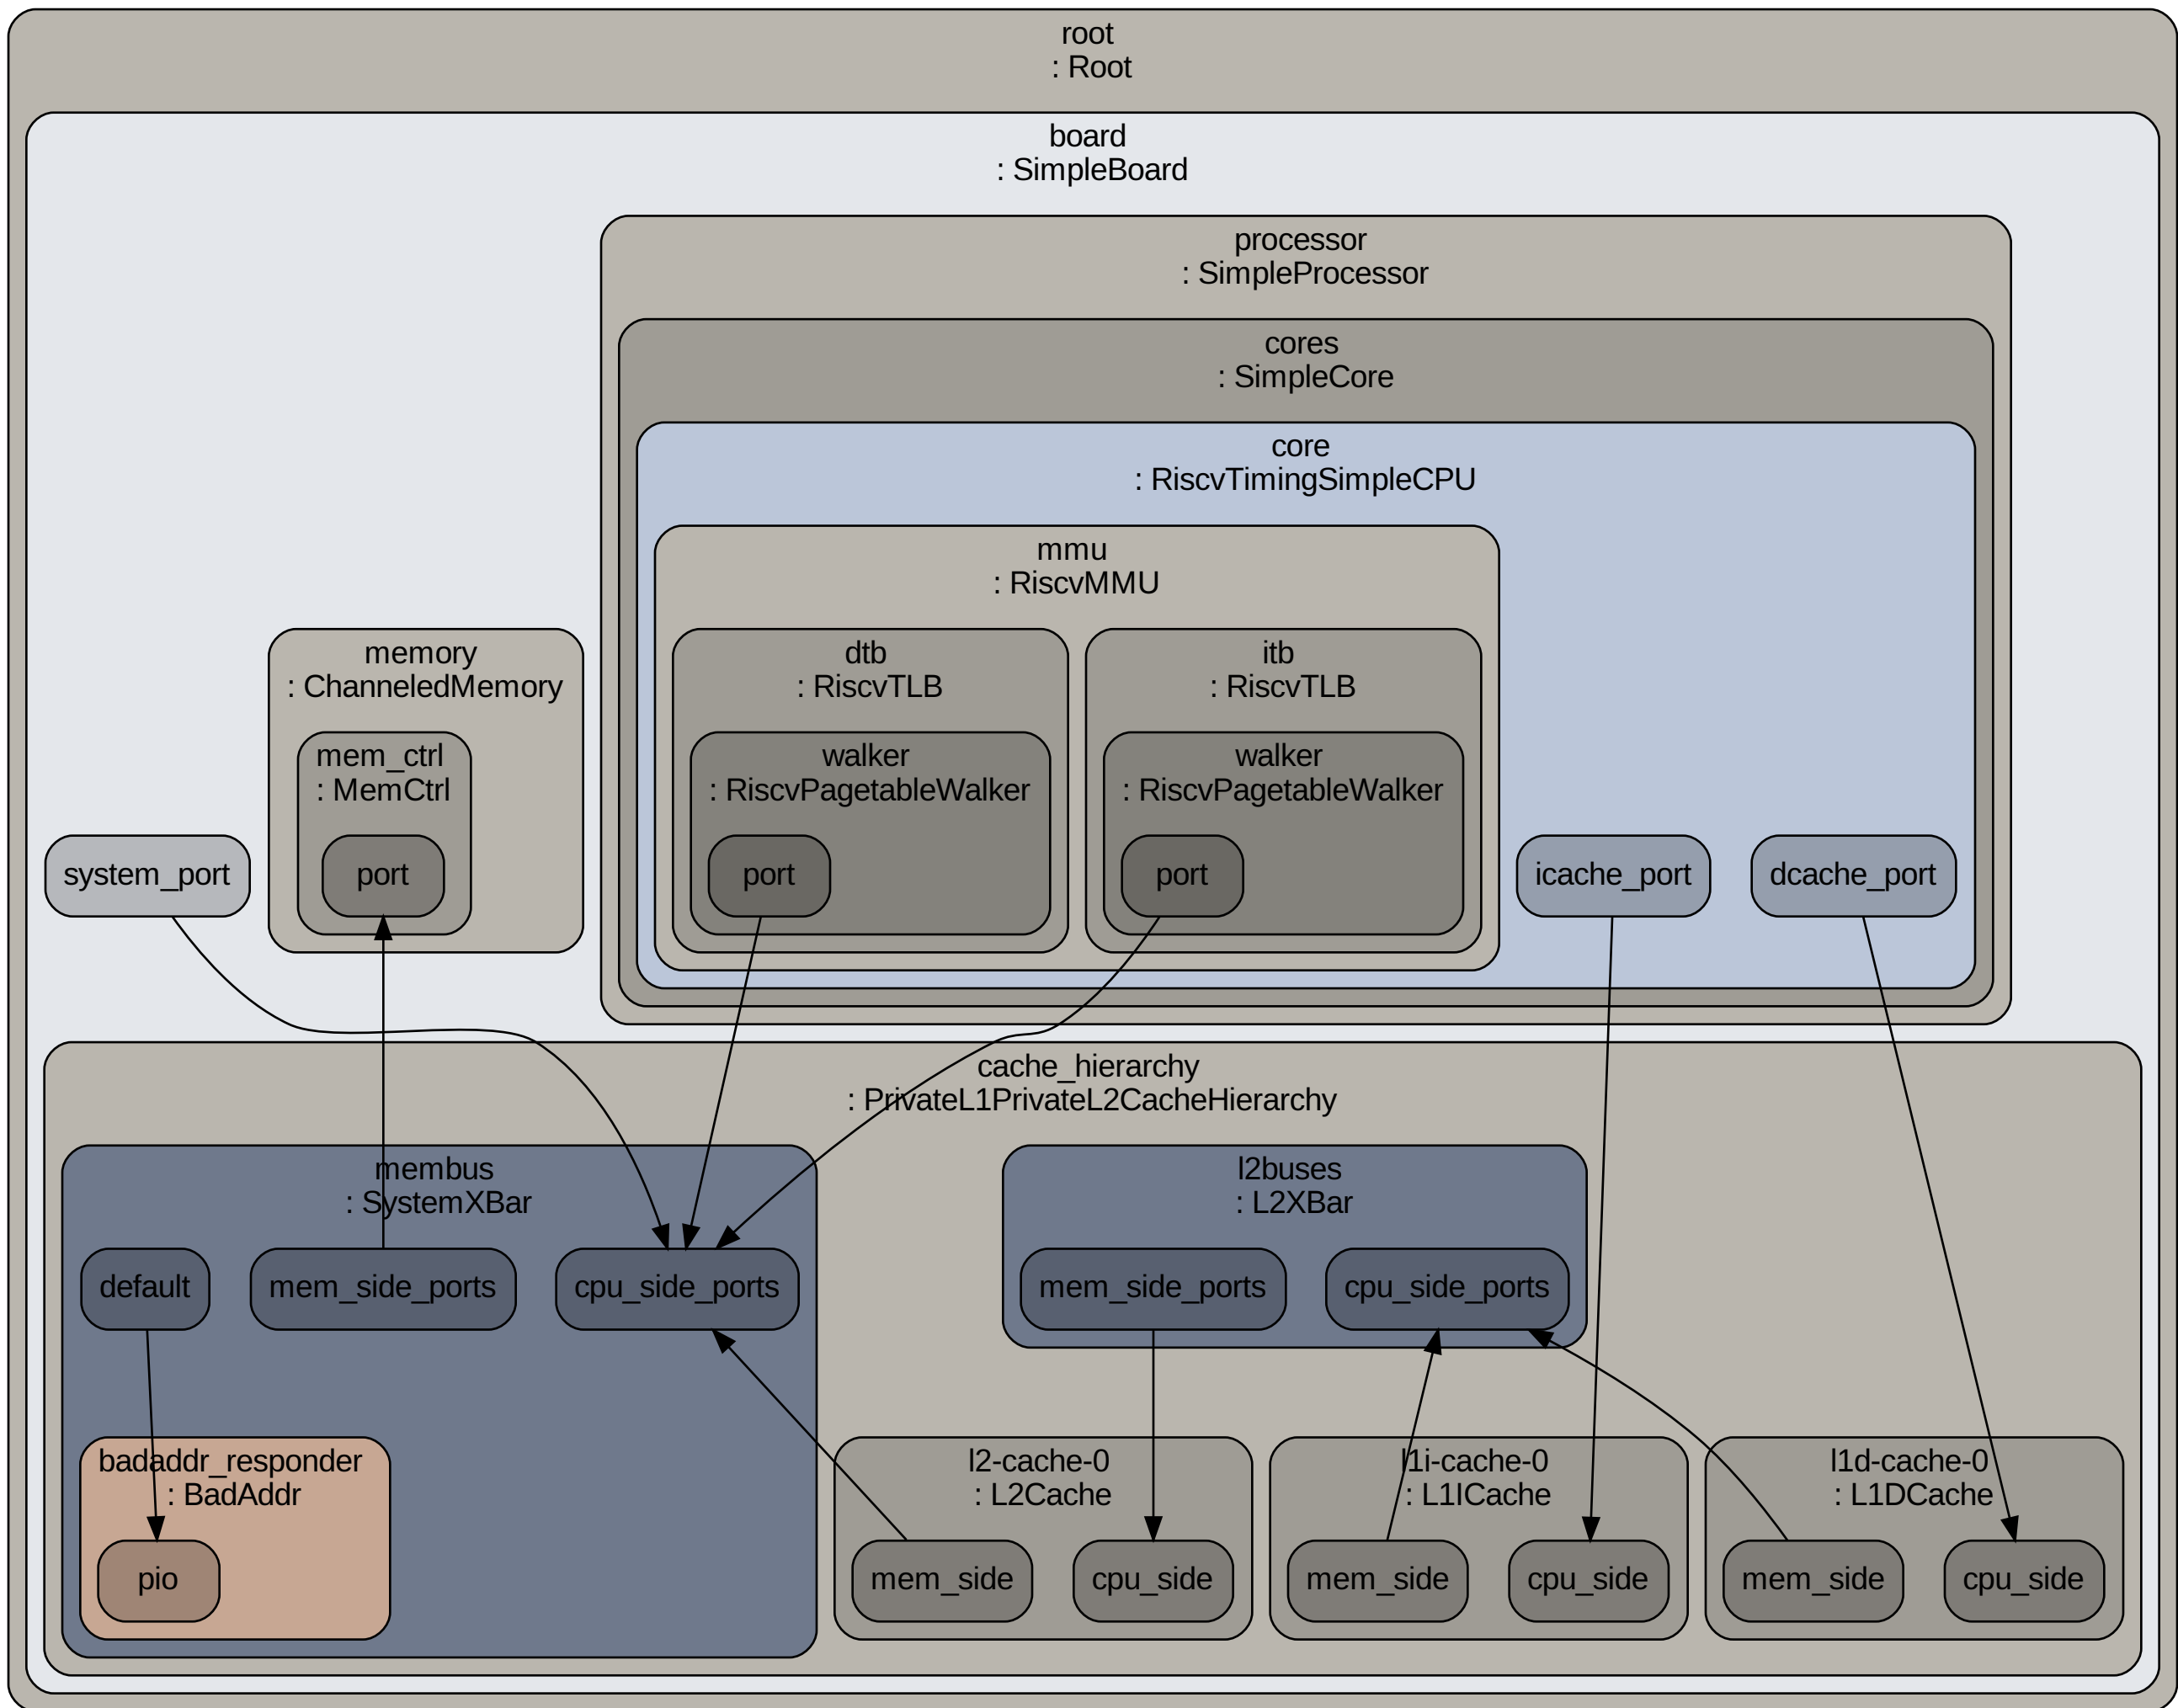 root
: Root
board
: SimpleBoard
processor
: SimpleProcessor
cores
: SimpleCore
core
: RiscvTimingSimpleCPU
mmu
: RiscvMMU
memory
: ChanneledMemory
dtb
: RiscvTLB
itb
: RiscvTLB
mem_ctrl
: MemCtrl
walker
: RiscvPagetableWalker
walker
: RiscvPagetableWalker
system_port
port
port
port
icache_port
dcache_port
cache_hierarchy
: PrivateL1PrivateL2CacheHierarchy
membus
: SystemXBar
l2buses
: L2XBar
default
mem_side_ports
cpu_side_ports
mem_side_ports
cpu_side_ports
badaddr_responder
: BadAddr
l2-cache-0
: L2Cache
l1i-cache-0
: L1ICache
l1d-cache-0
: L1DCache
pio
mem_side
cpu_side
mem_side
cpu_side
mem_side
cpu_side